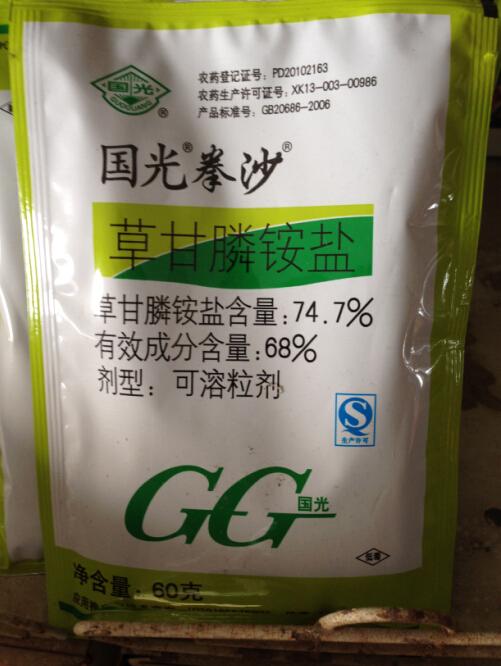 国光
GUOGUANG
®
农药登记证号：PD20102163
农药生产许可证号：XK13-003-00986
产品标准号：GB20686-2006
国光®拳沙®
草甘膦铵盐
草甘膦铵盐含量：74.7%
有效成分含量：68%
剂型：可溶粒剂
QS
生产许可
GG国光
低毒
净含量：60克